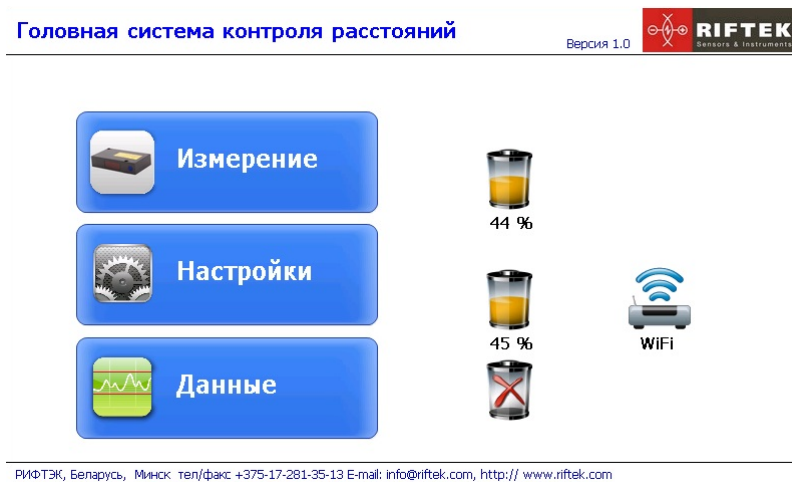 Головная система контроля расстояний
Версия 1.0
RIFTEK
Sensors & Instruments
Измерение
44 %
Настройки
45 %
WiFi
Данные
РИФТЭК, Беларусь, Минск тел/факс +375-17-281-35-13 E-mail: info@riftek.com, http:// www.riftek.com